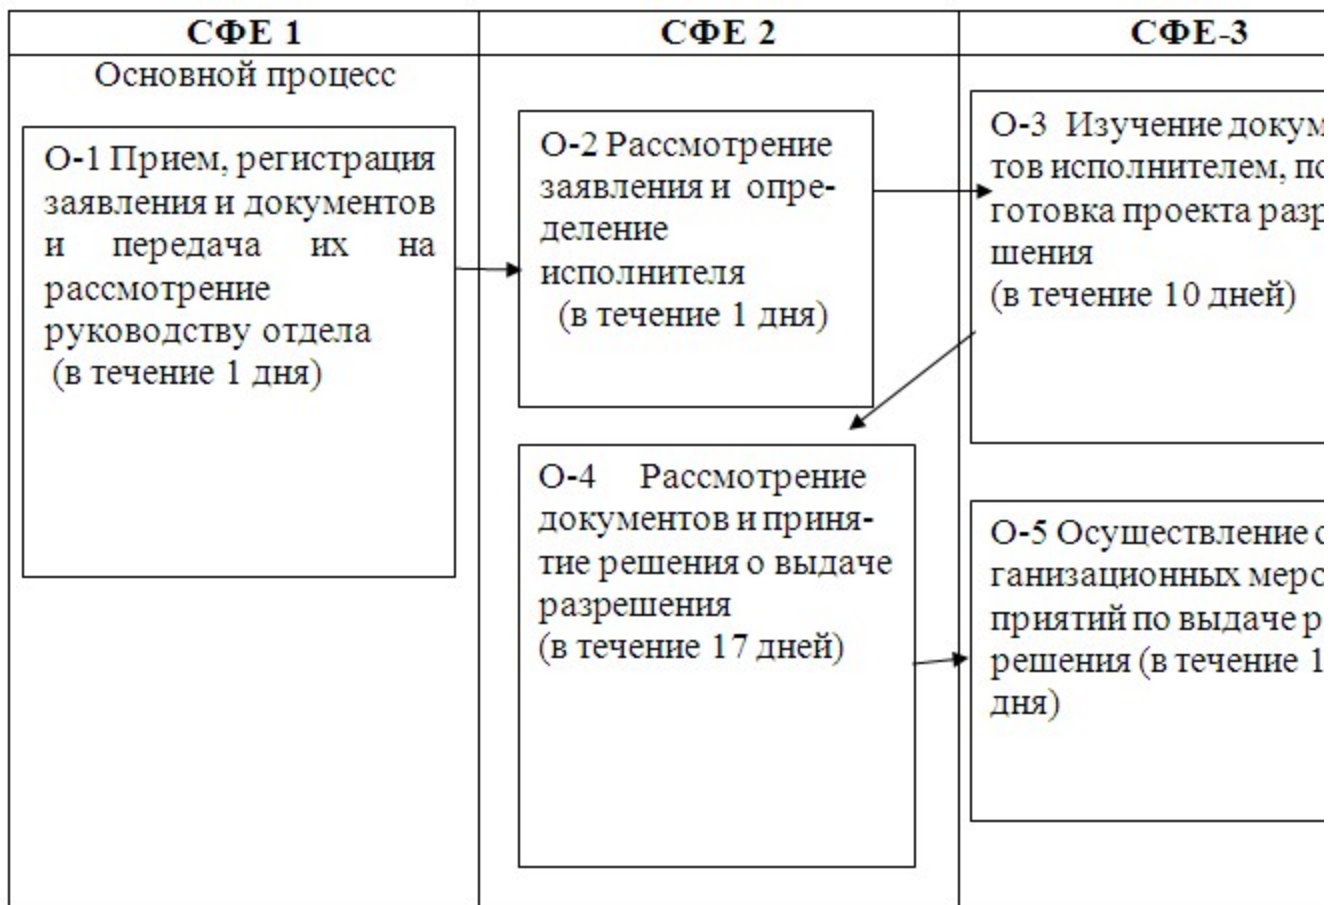 СФЕ 1
СФЕ 2
СФЕ-3
Основной процесс
О-1 Прием, регистрация
заявления и документов
и передача их на
рассмотрение
руководству отдела
(в течение 1 дня)
О-2 Рассмотрение
заявления и опре-
деление
исполнителя
(в течение 1 дня)
О-3 Изучение докум
тов исполнителем, по
готовка проекта разр
шения
(в течение 10 дней)
О-4 Рассмотрение
документов и приня-
тие решения о выдаче
разрешения
(в течение 17 дней)
О-5 Осуществление
ганизационных меро
приятий по выдаче р
решения (в течение 1
дня)